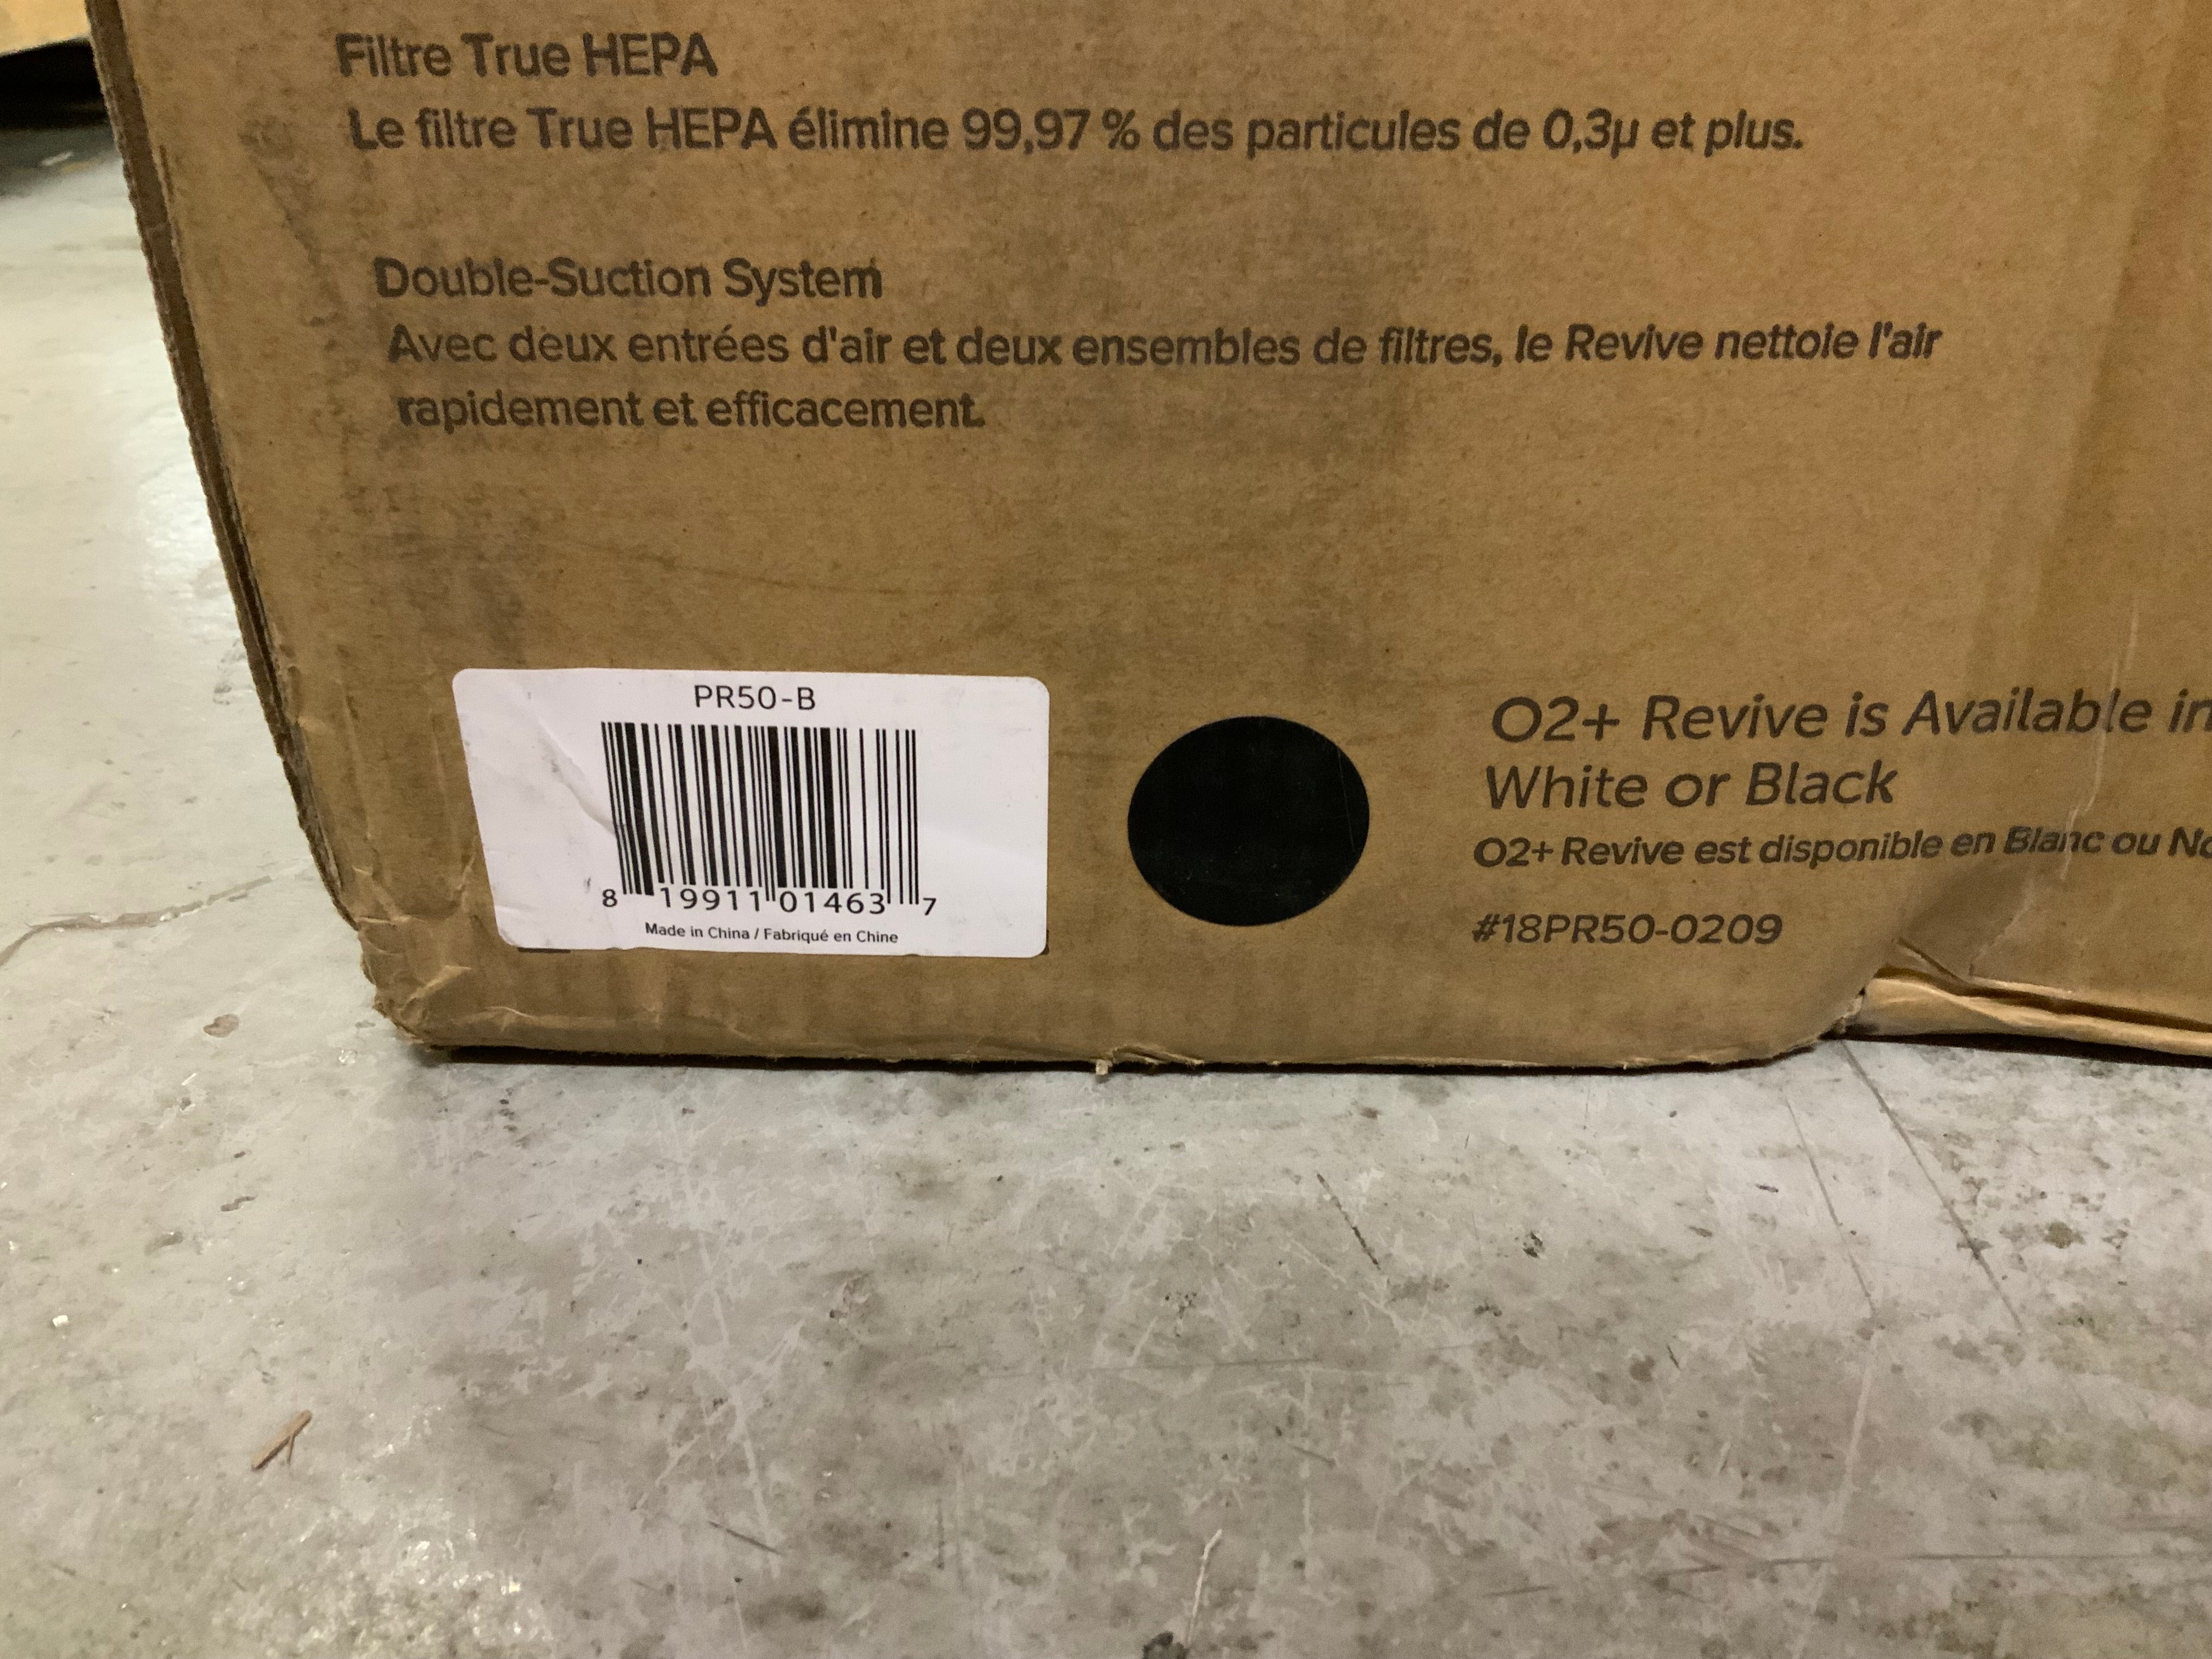 Filtre True HEPA
Le filtre True HEPA élimine 99,97 % des particules de 0,3µ et plus.
Double-Suction System
Avec deux entrées d'air et deux ensembles de filtres, le Revive nettoie l'air
rapidement et efficacement.
PR50-B
8 19911 01463 7
Made in China / Fabriqué en Chine
O2+ Revive is Available in
White or Black
O2+ Revive est disponible en Blanc ou
#18PR50-0209